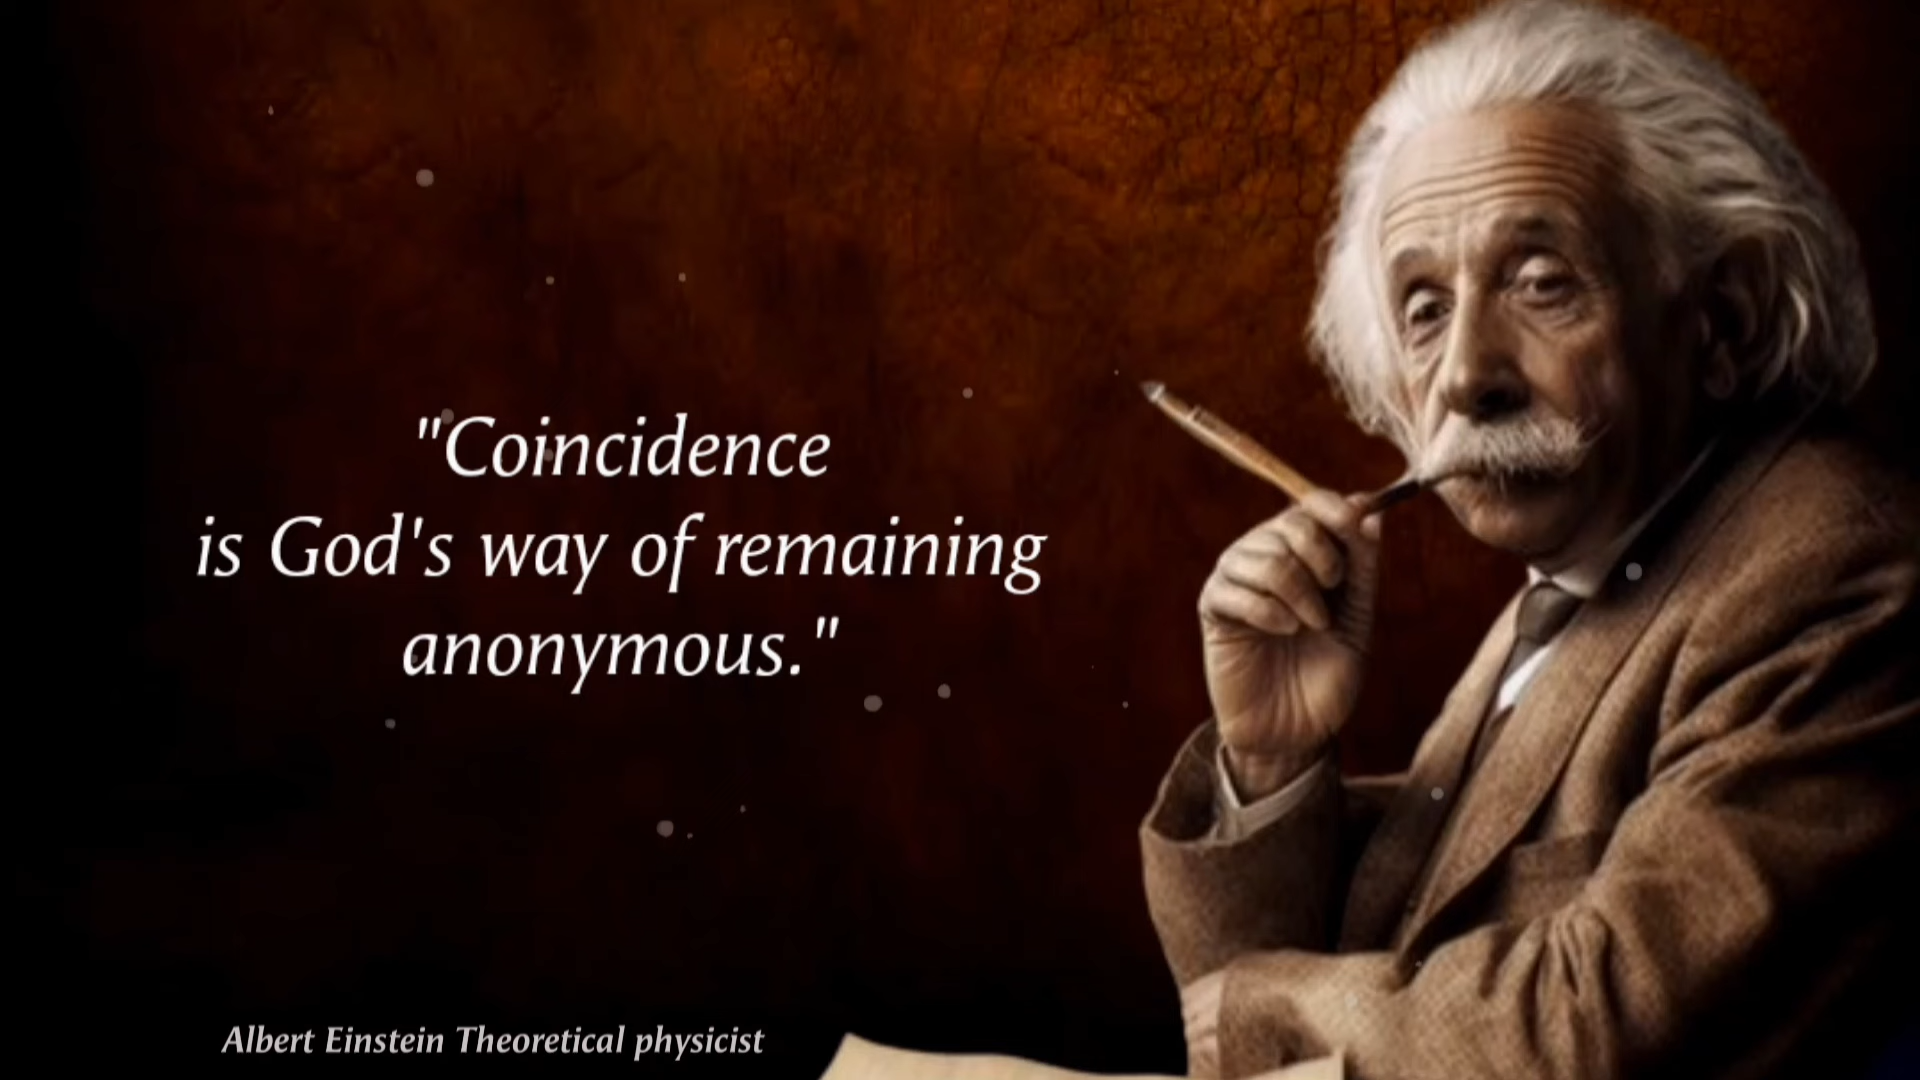 "Coincidence
is God's way of remaining
anonymous."
Albert Einstein Theoretical physicist